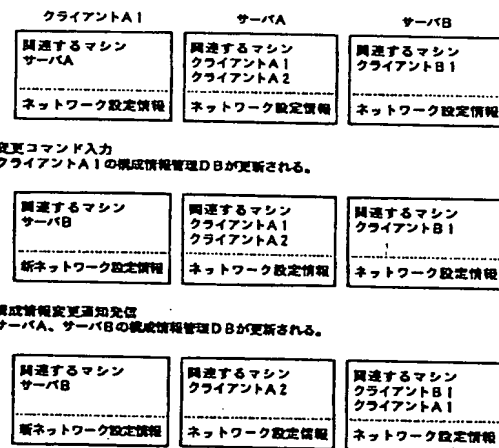 クライアントA1 サーバA サーバB
関連するマシン
サーバA
ネットワーク設定情報
関連するマシン
クライアントA1
クライアントA2
ネットワーク設定情報
関連するマシン
クライアントB1
ネットワーク設定情報
変更コマンド入力
クライアントA1の構成情報管理DBが更新される。
関連するマシン
サーバB
新ネットワーク設定情報
関連するマシン
クライアントA1
クライアントA2
ネットワーク設定情報
関連するマシン
クライアントB1
ネットワーク設定情報
構成情報変更通知発信
サーバA、サーバBの構成情報管理DBが更新される。
関連するマシン
サーバB
新ネットワーク設定情報
関連するマシン
クライアントA2
ネットワーク設定情報
関連するマシン
クライアントB1
クライアントA1
ネットワーク設定情報